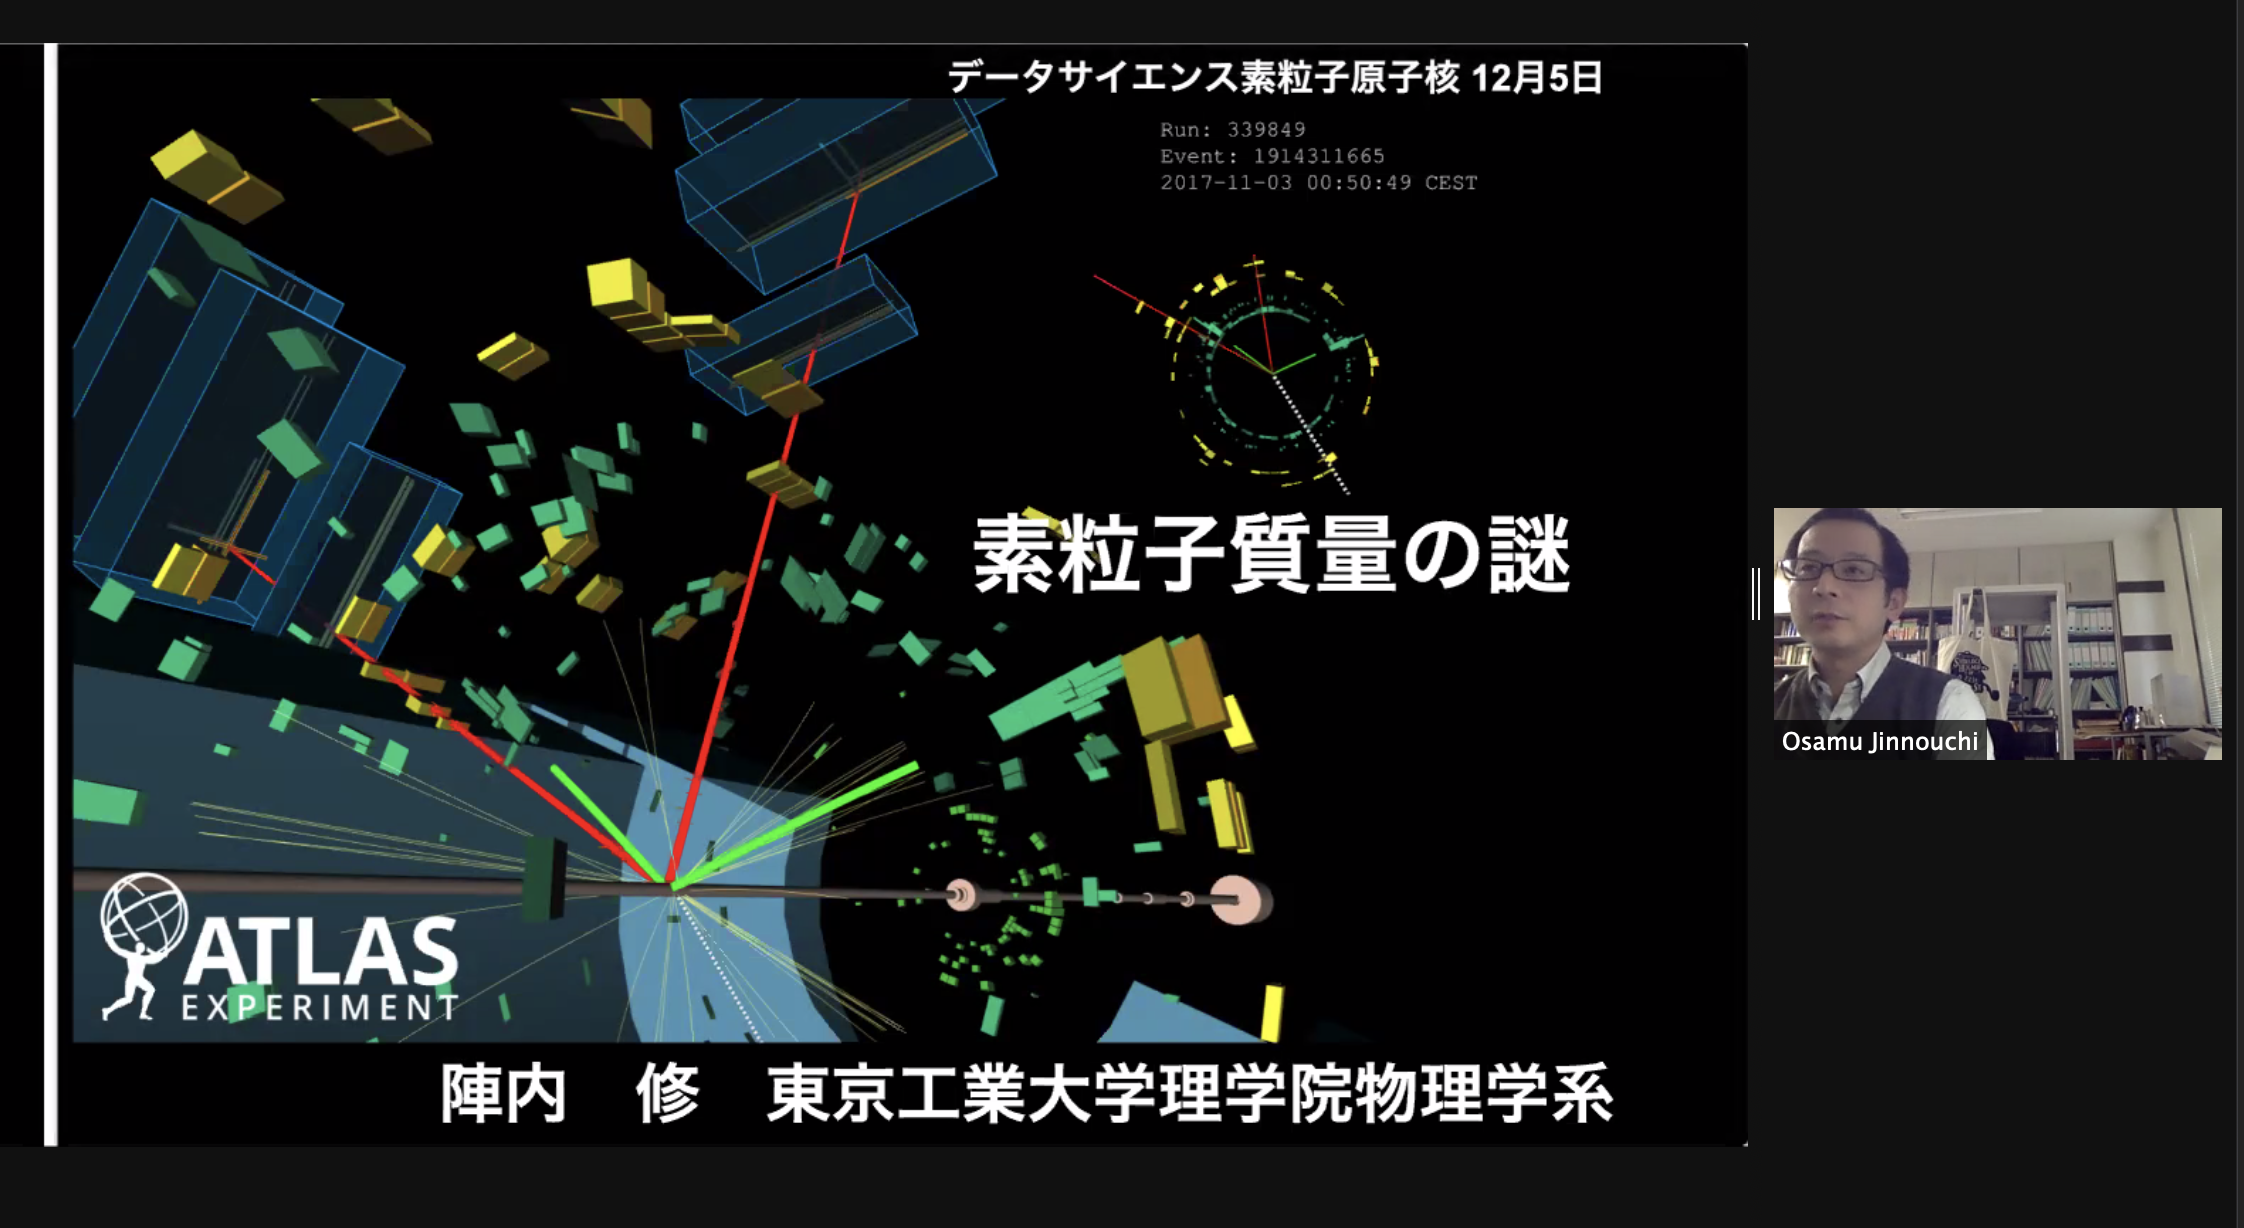 データサイエンス素粒子原子核 12月5日
Run: 339849
Event: 1914311665
2017-11-03 00:50:49 CEST
素粒子質量の謎
ATLAS
EXPERIMENT
陣内　修　東京工業大学理学院物理学系
Osamu Jinnouchi